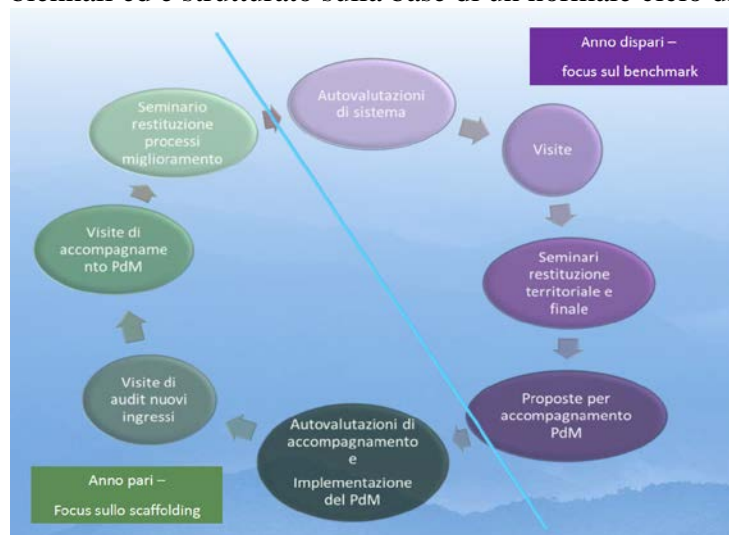 Anno dispari –
focus sul benchmark
Autovalutazioni
di sistema
Visite
Seminari
restituzione
territoriale e
finale
Proposte per
accompagnamento
PdM
Autovalutazioni di
accompagnamento
e
Implementazione
del PdM
Visite di
audit nuovi
ingressi
Visite di
accompagname
nto PdM
Seminario
restituzione
processi
miglioramento
Anno pari –
Focus sullo scaffolding